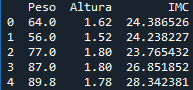 Peso Altura IMC
0 64.0 1.62 24.386526
1 56.0 1.52 24.238227
2 77.0 1.80 23.765432
3 87.0 1.80 26.851852
4 89.8 1.78 28.342381